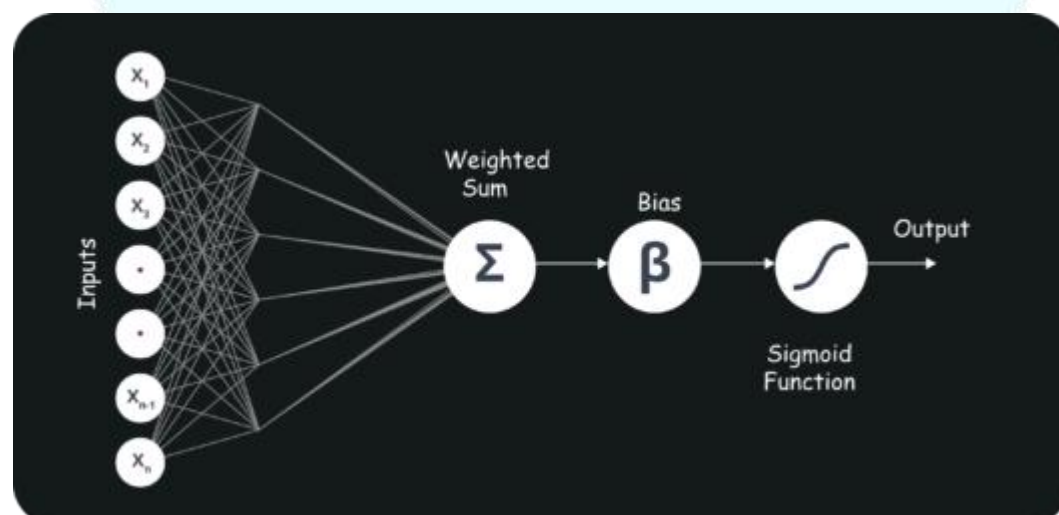 X1
X2
X3
Xn-1
Xn
Inputs
Weighted
Sum
Σ
Bias
β
Sigmoid
Function
Output